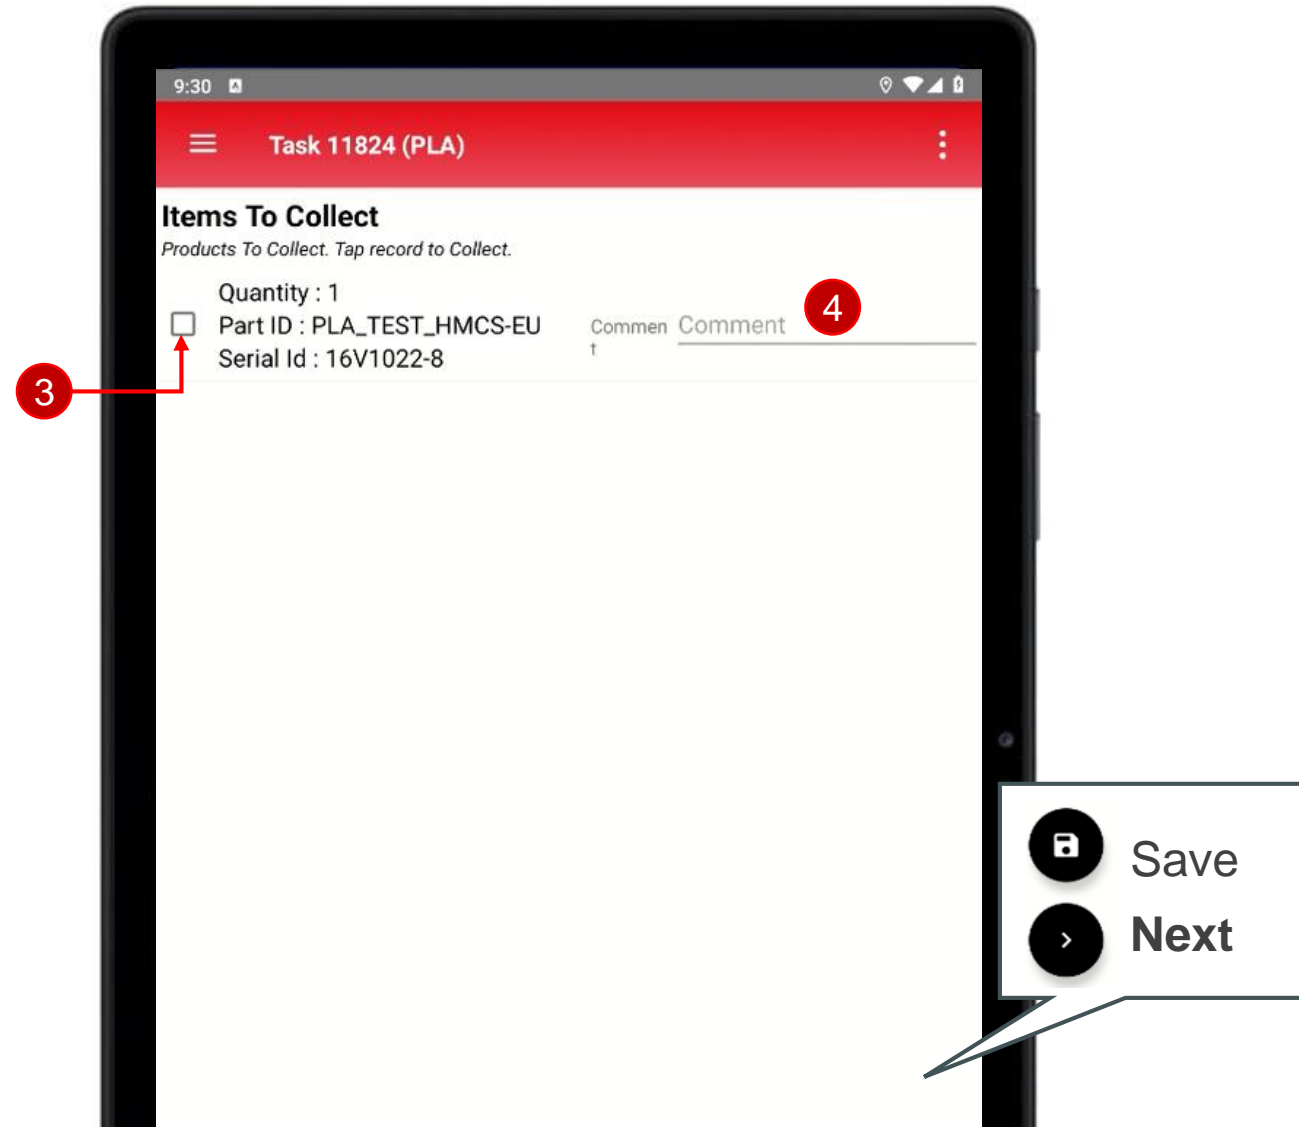 9:30
Task 11824 (PLA)
Items To Collect
Products To Collect. Tap record to Collect.
Quantity : 1
Part ID : PLA_TEST_HMCS-EU
Serial Id : 16V1022-8
Commen
t
Comment
4
3
Save
Next